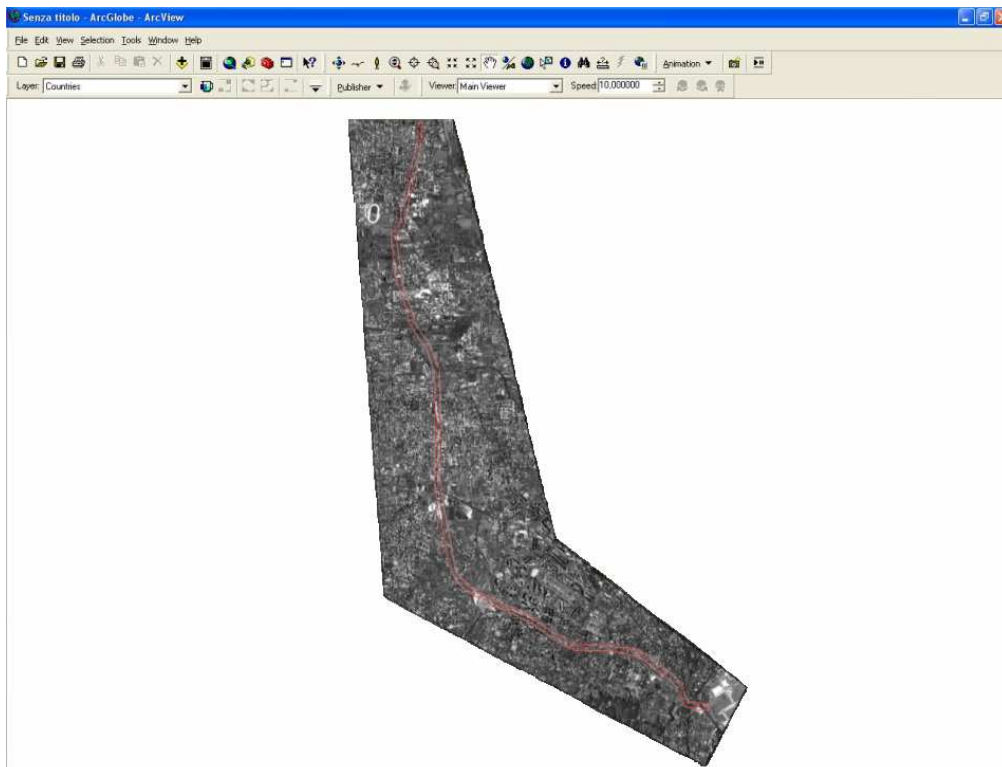 Senza titolo - ArcGlobe - ArcView
File Edit View Selection Tools Window Help
Animation
Layer: Countries Publisher Viewer: Main Viewer Speed: 10,000000